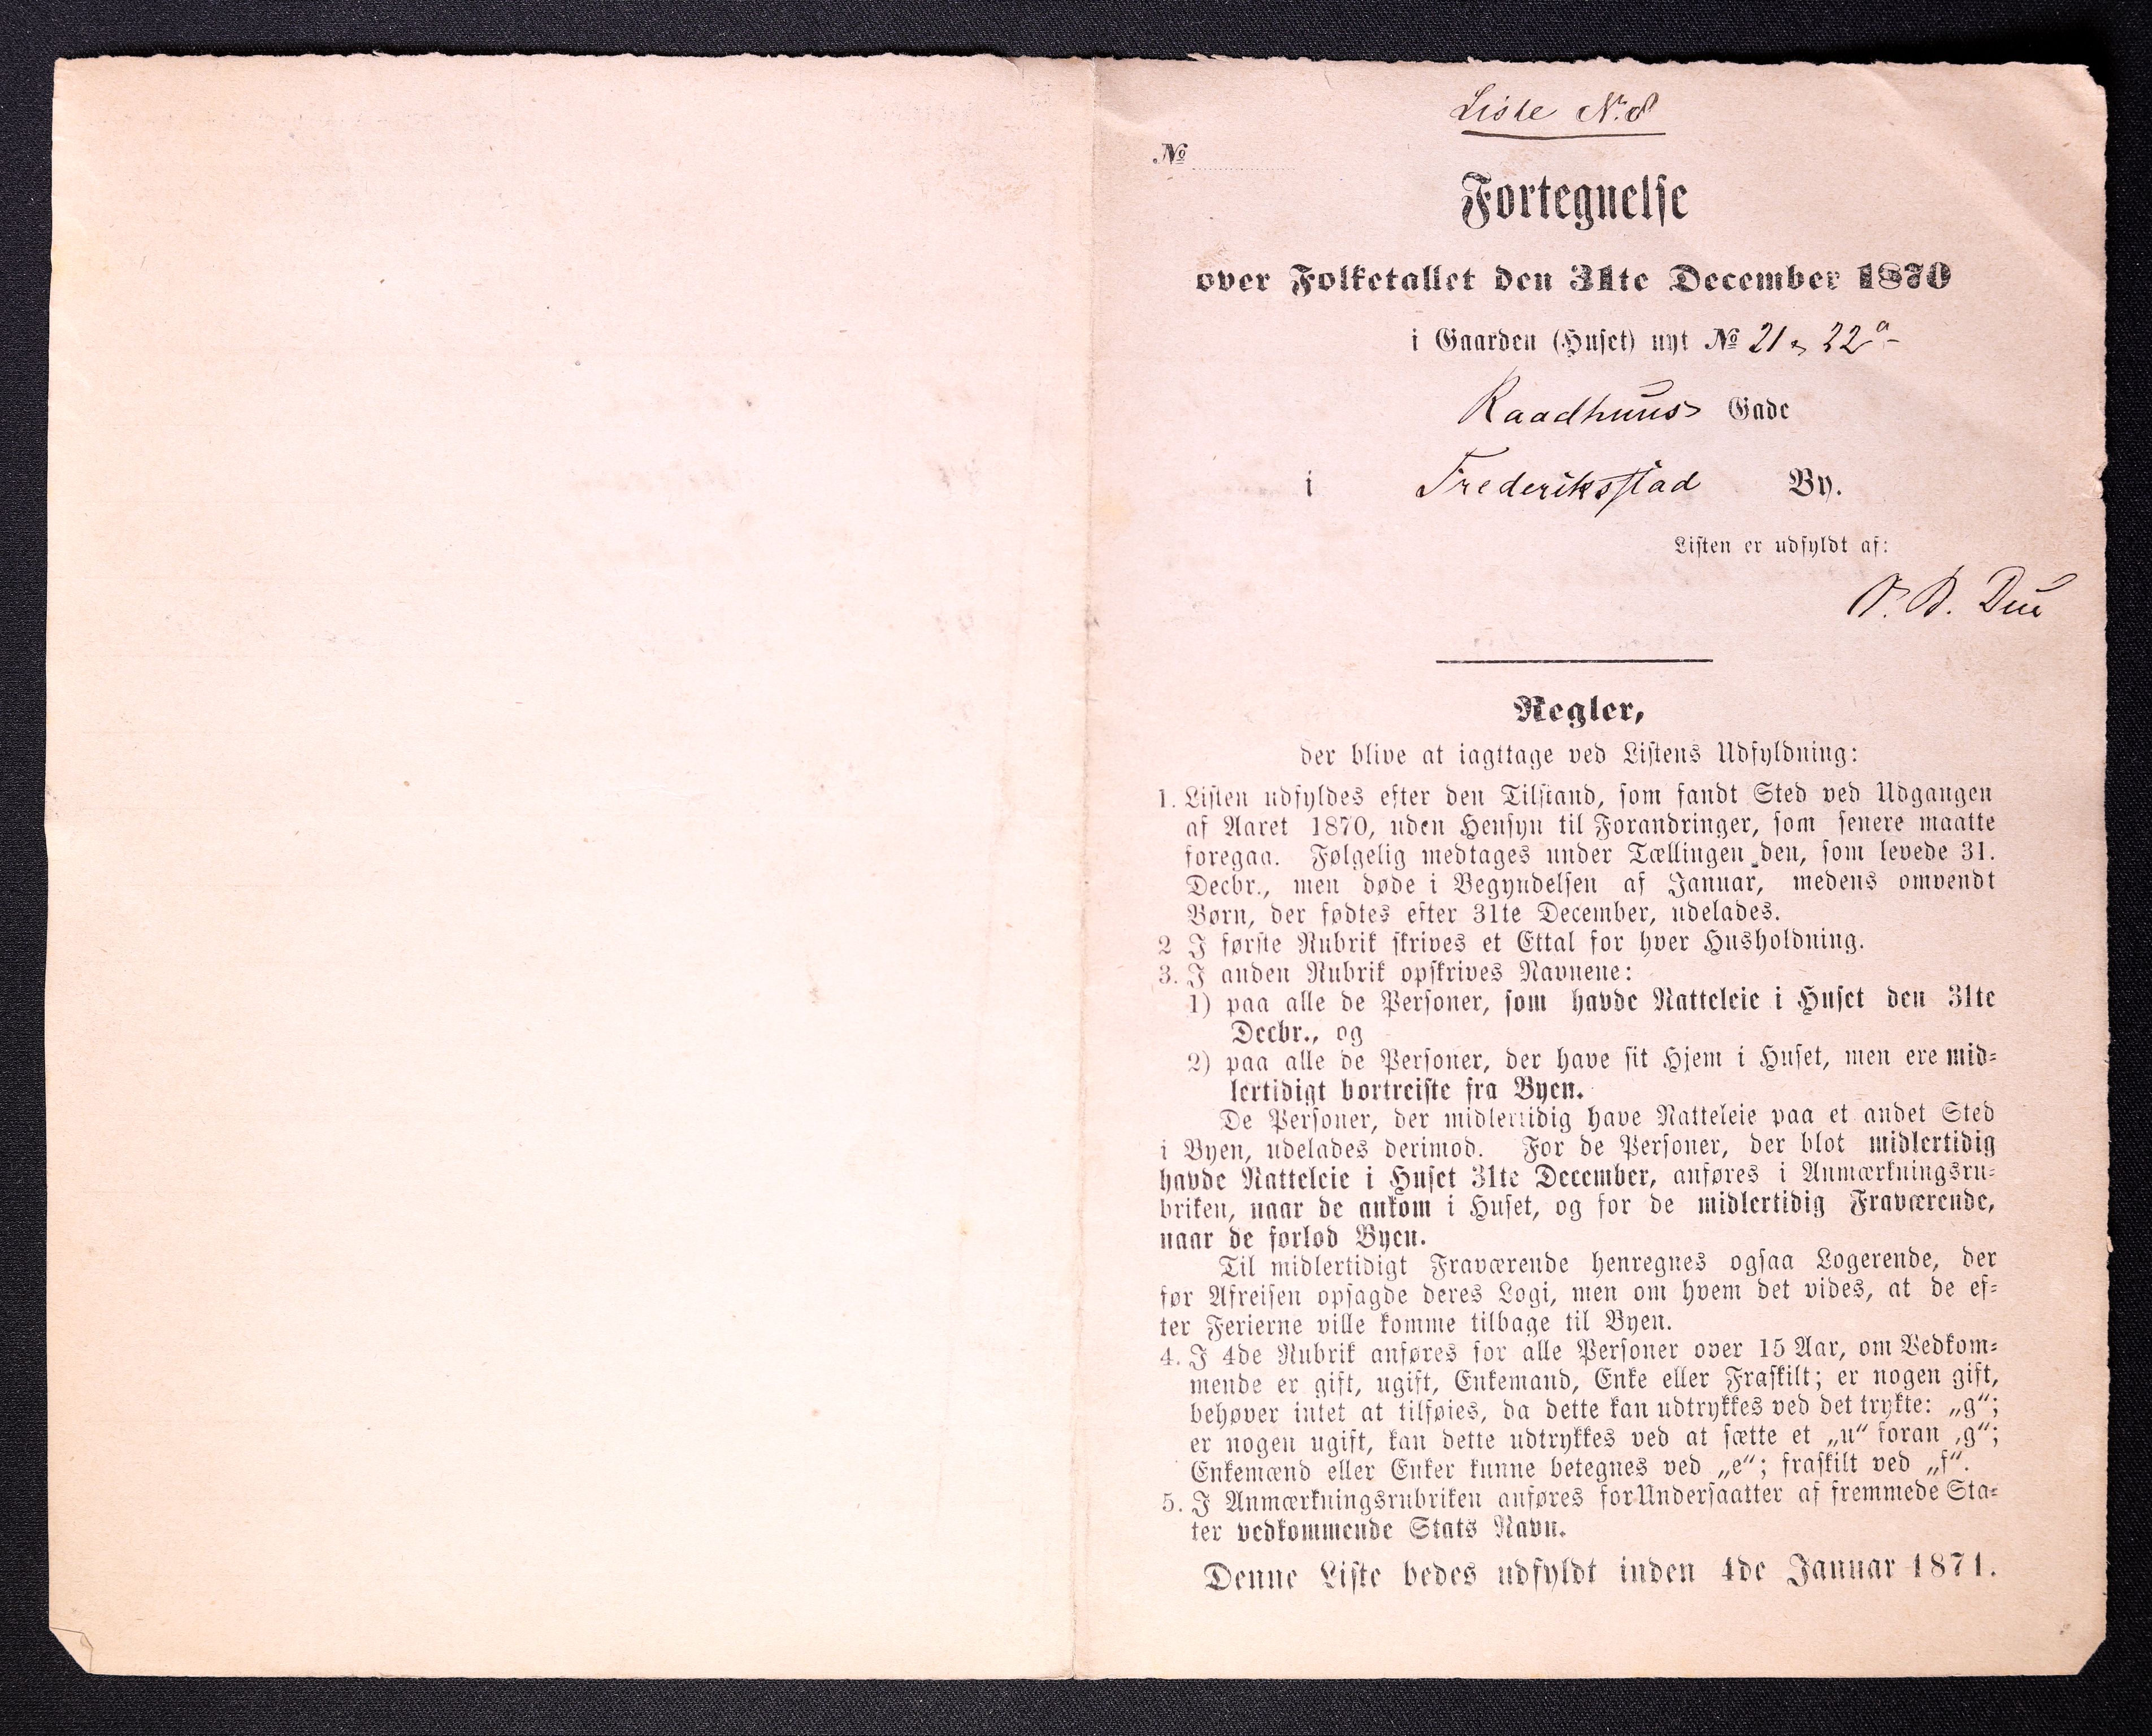 Liste No. 8
No
Fortegnelse
over Folketallet den 31te December 1870
i Gaarden (Huset) nyt No 21 & 22a
Raadhuus Gade
i Frederiksstad By.
Listen er udfyldt af:
Due
Regler,
der blive at iagttage ved Listens Udfyldning:
1. Listen udfyldes efter den Tilstand, som fandt Sted ved Udgangen
af Aaret 1870, uden Hensyn til Forandringer, som senere maatte
foregaa. Følgelig medtages under Tællingen den, som levede 31.
Decbr., men døde i Begyndelsen af Januar, medens omvendt
Børn, der fødtes efter 31te December, udelades.
2 I første Rubrik skrives et Ettal for hver Husholdning.
3. I anden Rubrik opskrives Navnene:
1) paa alle de Personer, som havde Natteleie i Huset den 31te
Decbr., og
2) paa alle de Personer, der have sit Hjem i Huset, men ere mid-
lertidigt bortreiste fra Byen.
De Personer, der midlertidig have Natteleie paa et andet Sted
i Byen, udelades derimod. For de Personer, der blot midlertidig
havde Natteleie i Huset 31te December, anføres i Anmærkningsru-
briken, naar de ankom i Huset, og for de midlertidig Fraværende,
naar de forlod Byen.
Til midlertidigt Fraværende henregnes ogsaa Logerende, der
før Afreisen opsagde deres Logi, men om hvem det vides, at de ef-
ter Ferierne ville komme tilbage til Byen.
4. I 4de Rubrik anføres for alle Personer over 15 Aar, om Vedkom-
mende er gift, ugift, Enkemand, Enke eller Fraskilt; er nogen gift,
behøver intet at tilføies, da dette kan udtrykkes ved det trykte: „g“;
er nogen ugift, kan dette udtrykkes ved at sætte et „u“ foran „g“;
Enkemænd eller Enker kunne betegnes ved „e“; fraskilt ved „f“.
5. I Anmærkningsrubriken anføres for Undersaatter af fremmede Sta-
ter vedkommende Stats Navn.
Denne Liste bedes udfyldt inden 4de Januar 1871.